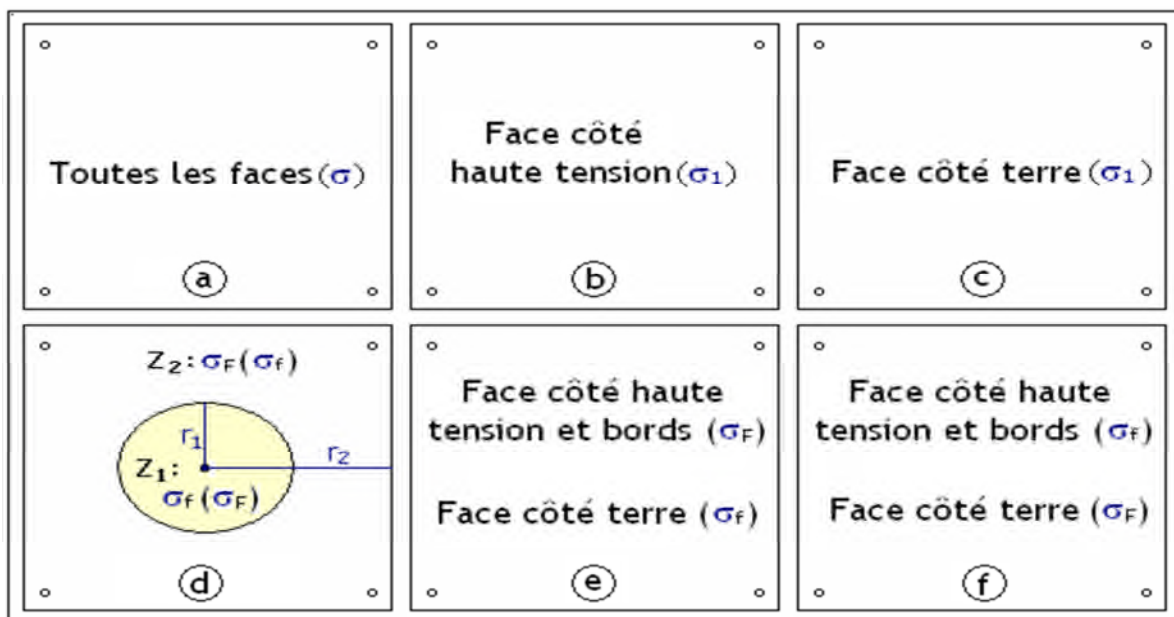 Toutes les faces (σ)
a
Face côté
haute tension (σ₁)
b
Face côté terre (σ₁)
c
Z₂: σF(σf)
r₁
r₂
Z₁:
σf(σF)
d
Face côté haute
tension et bords (σF)
Face côté terre (σf)
e
Face côté haute
tension et bords (σf)
Face côté terre (σF)
f